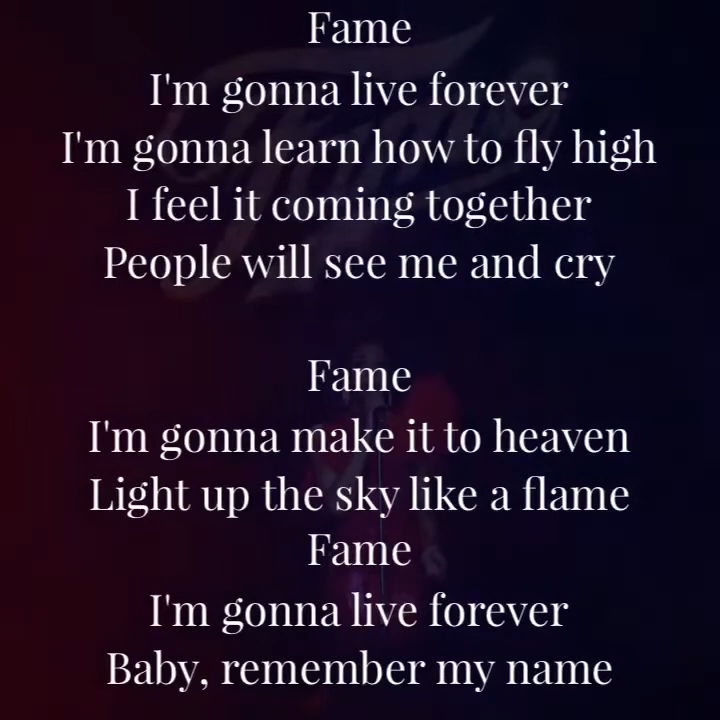 Fame
I'm gonna live forever
I'm gonna learn how to fly high
I feel it coming together
People will see me and cry
Fame
I'm gonna make it to heaven
Light up the sky like a flame
Fame
I'm gonna live forever
Baby, remember my name